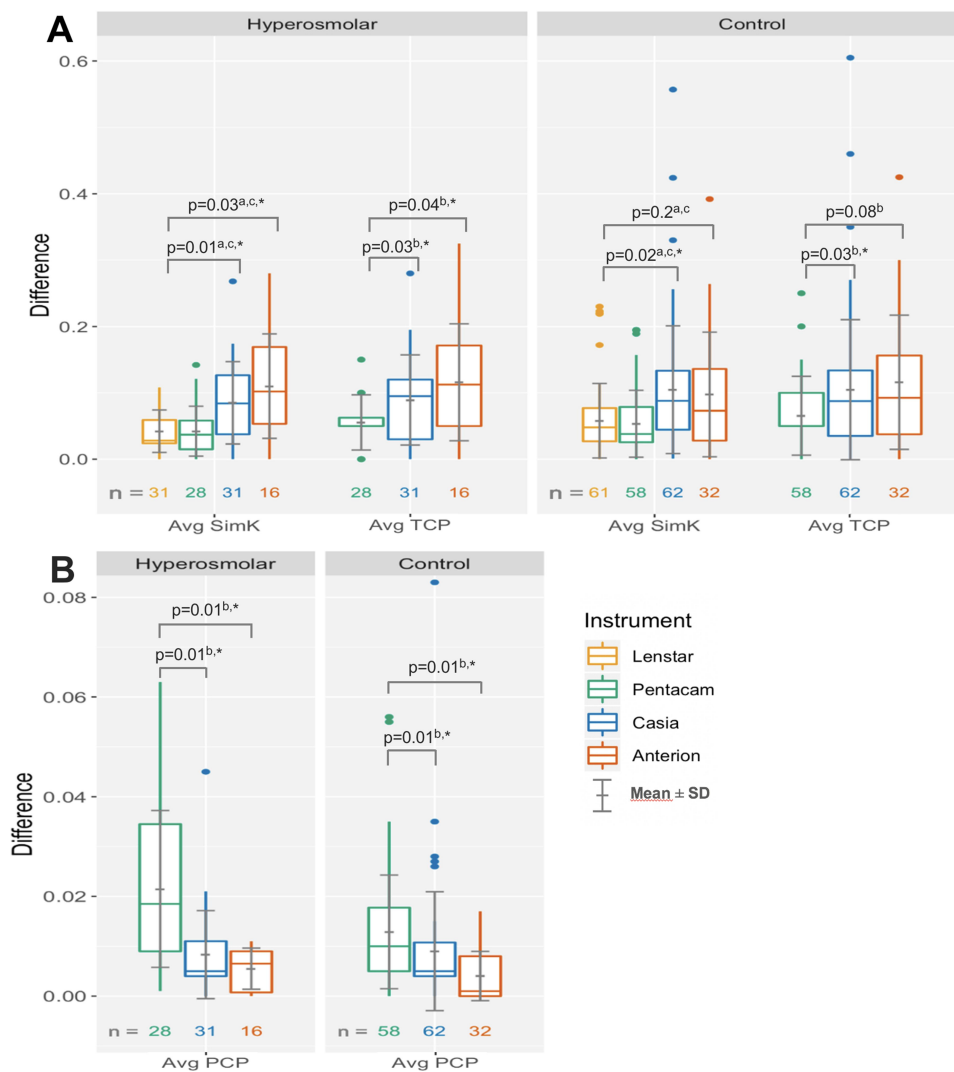 A
Hyperosmolar
Control
Difference
0.6
0.4
0.2
0.0
p=0.03a,c,*
p=0.01a,c,*
p=0.04b,*
p=0.03b,*
p=0.2a,c
p=0.02a,c,*
p=0.08b
p=0.03b,*
n = 31 28 31 16 28 31 16
n = 61 58 62 32 58 62 32
Avg SimK Avg TCP
Avg SimK Avg TCP
B
Hyperosmolar
Control
Difference
0.08
0.06
0.04
0.02
0.00
p=0.01b,*
p=0.01b,*
p=0.01b,*
p=0.01b,*
n = 28 31 16
n = 58 62 32
Avg PCP
Avg PCP
Instrument
Lenstar
Pentacam
Casia
Anterion
Mean ± SD